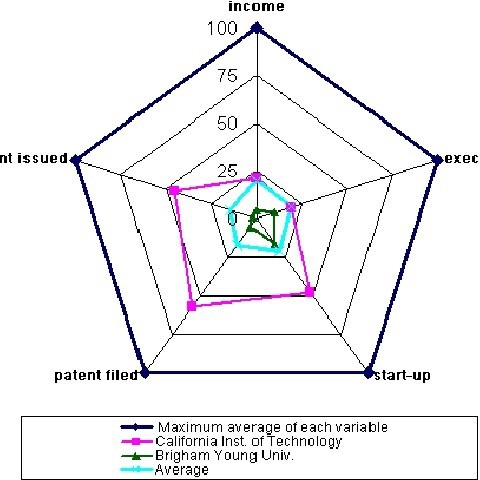 income
100
75
50
nt issued
exec
25
0
patent filed
start-up
Maximum average of each variable
California Inst. of Technology
Brigham Young Univ.
Average